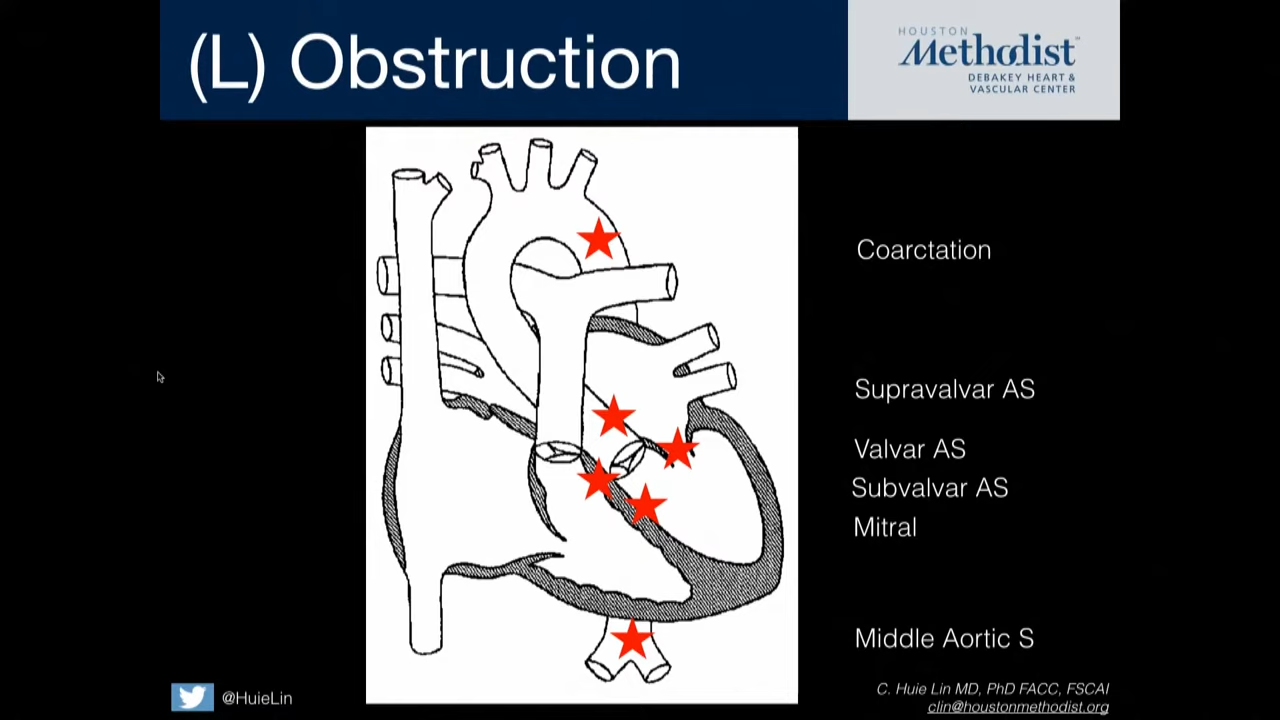 (L) Obstruction
HOUSTON
Methodist
DEBAKEY HEART &
VASCULAR CENTER
Coarctation
Supravalvar AS
Valvar AS
Subvalvar AS
Mitral
Middle Aortic S
@HuieLin
C. Huie Lin MD, PhD FACC, FSCAI
clin@houstonmethodist.org